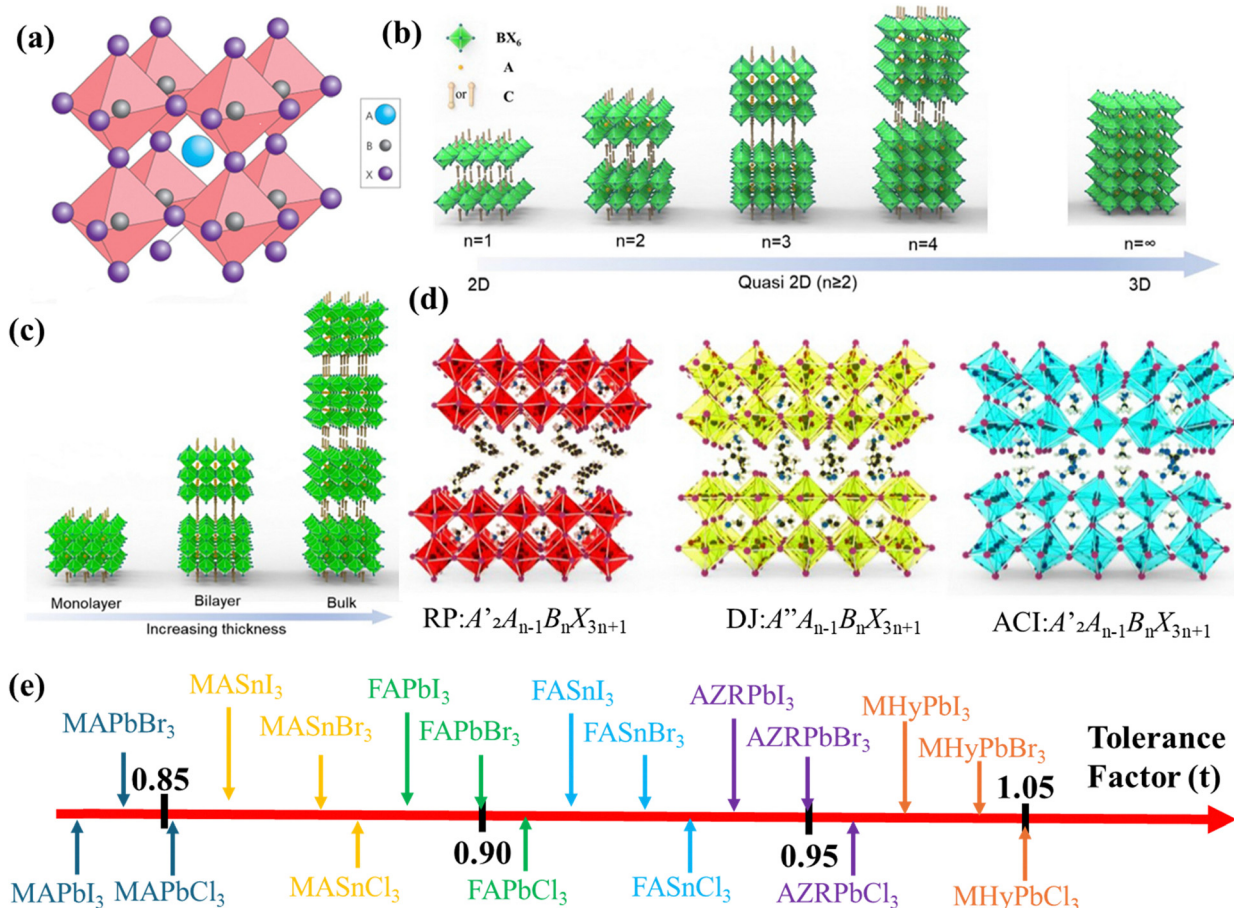 (a)
A
B
X
(b)
BX₆
A
or
C
n=1
n=2
n=3
n=4
n=∞
2D
Quasi 2D (n≥2)
3D
(c)
Monolayer
Bilayer
Bulk
Increasing thickness
(d)
RP:A’₂Aₙ₋₁BₙX₃ₙ₊₁
DJ:A’’Aₙ₋₁BₙX₃ₙ₊₁
ACI:A’₂Aₙ₋₁BₙX₃ₙ₊₁
(e)
MAPbBr₃
MASnI₃
MASnBr₃
FAPbI₃
FAPbBr₃
FASnI₃
FASnBr₃
AZRPbI₃
AZRPbBr₃
MHyPbI₃
MHyPbBr₃
Tolerance
Factor (t)
0.85
0.90
0.95
1.05
MAPbI₃
MAPbCl₃
MASnCl₃
FAPbCl₃
FASnCl₃
AZRPbCl₃
MHyPbCl₃